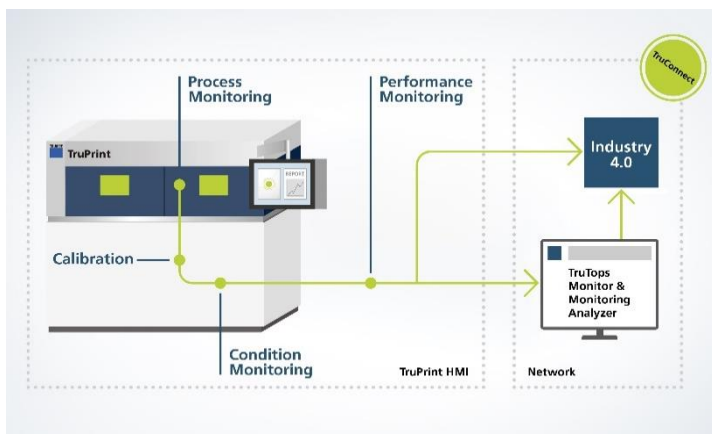 TruConnect
Process
Monitoring
Performance
Monitoring
TruPrint
REPORT
Industry
4.0
Calibration
TruTops
Monitor &
Monitoring
Analyzer
Condition
Monitoring
TruPrint HMI
Network